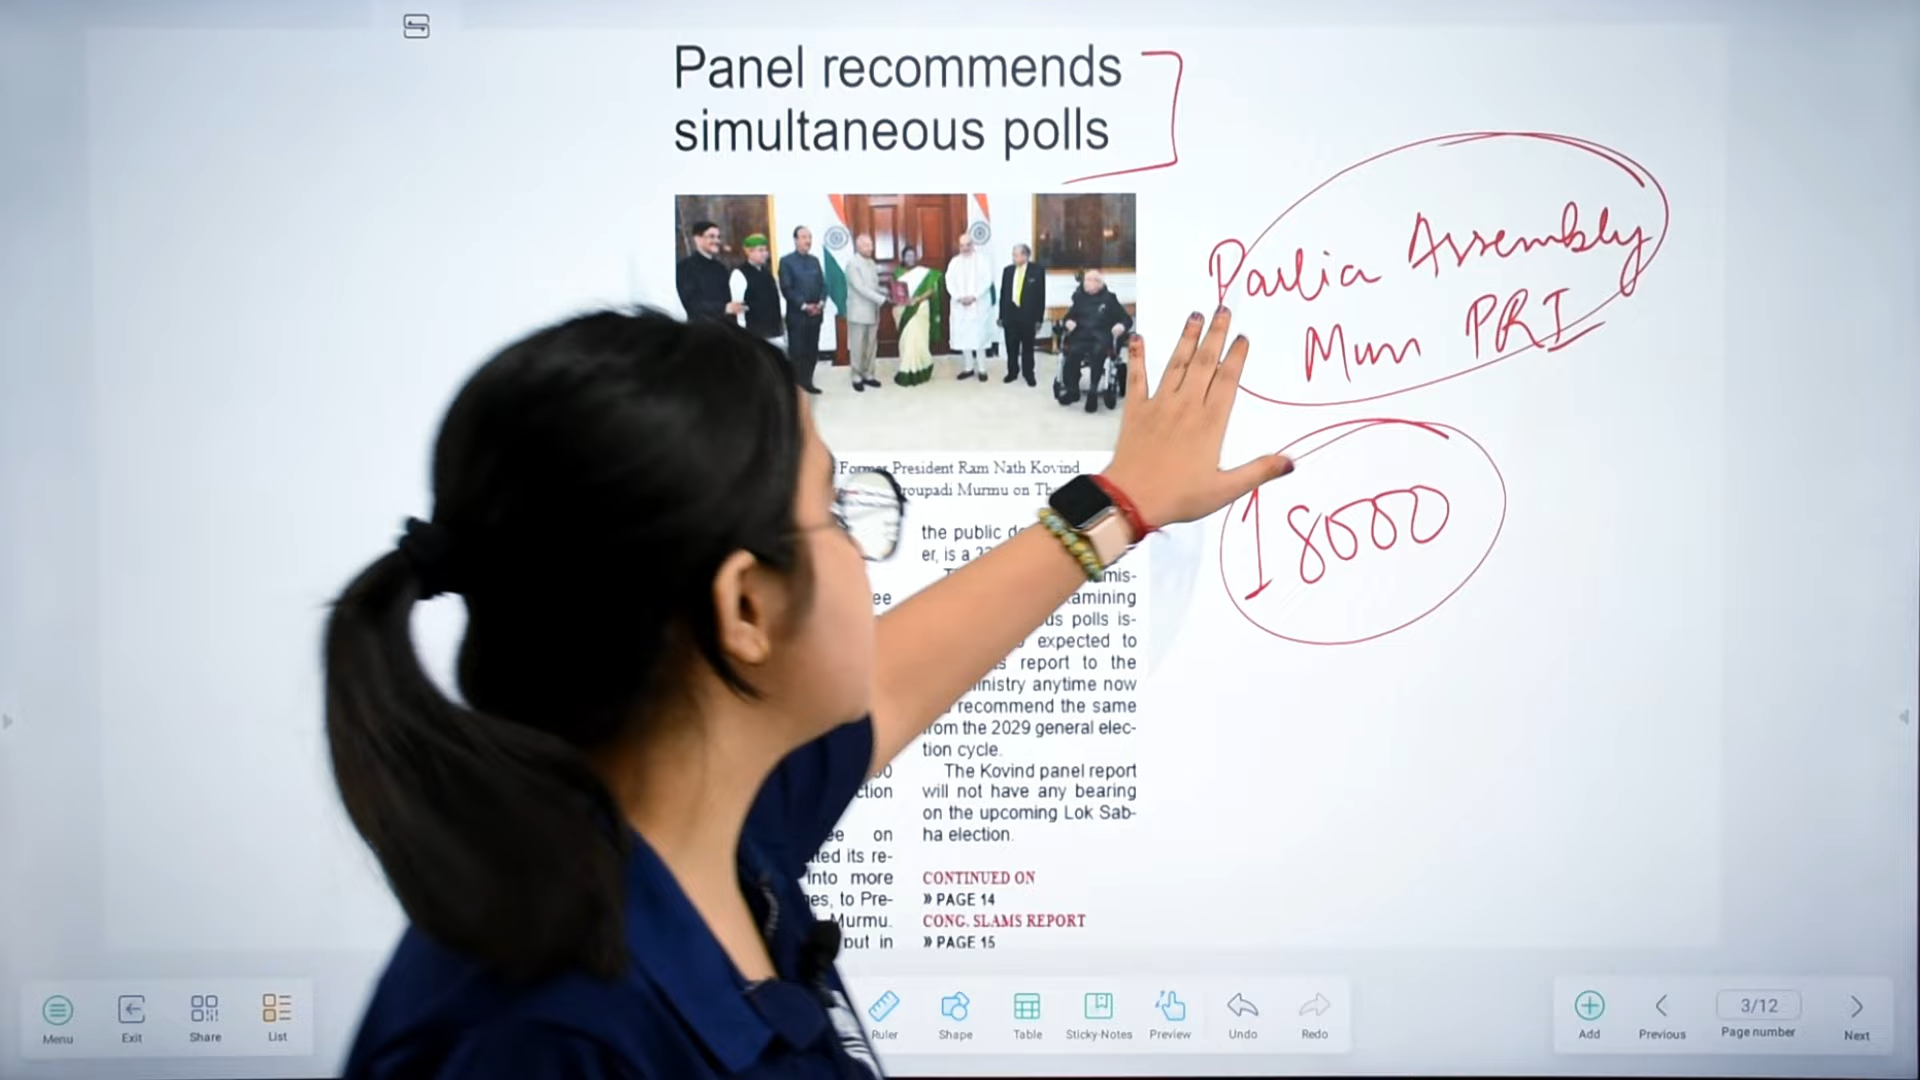 Panel recommends
simultaneous polls
Parlia Assembly
Mun PRI
18000
Former President Ram Nath Kovind
roupadi Murmu on Th
the public de
er, is a 22
mis-
amining
us polls is-
expected to
s report to the
inistry anytime now
recommend the same
rom the 2029 general elec-
tion cycle.
The Kovind panel report
will not have any bearing
on the upcoming Lok Sab-
ha election.
CONTINUED ON
» PAGE 14
CONG. SLAMS REPORT
» PAGE 15
ee
00
ction
ee on
ted its re-
into more
es, to Pre-
Murmu.
but in
Menu
Exit
Share
List
Ruler
Shape
Table
Sticky-Notes
Preview
Undo
Redo
Add
Previous
3/12
Page number
Next